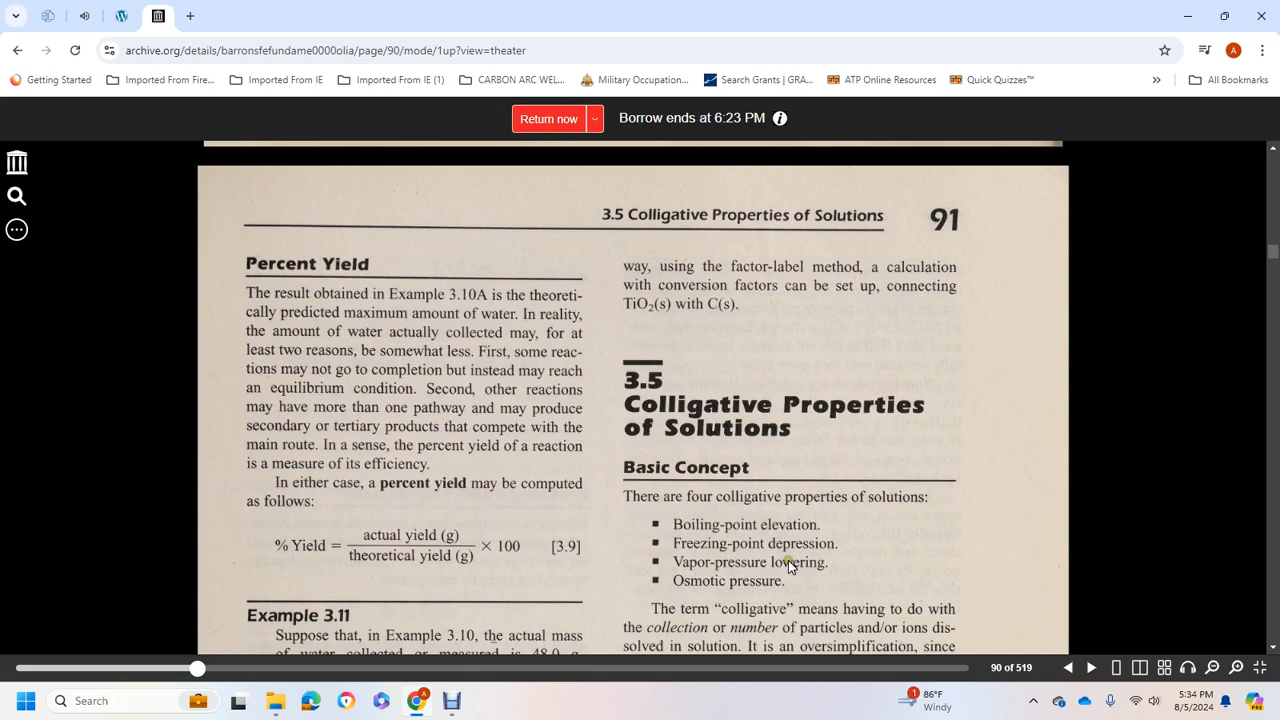 archive.org/details/barronsfefundame0000olia/page/90/mode/1up?view=theater
A
Getting Started
Imported From Fire...
Imported From IE
Imported From IE (1)
CARBON ARC WEL...
Military Occupation...
Search Grants | GRA...
ATP Online Resources
Quick Quizzes™
»
All Bookmarks
Return now
Borrow ends at 6:23 PM
3.5 Colligative Properties of Solutions 91
Percent Yield
The result obtained in Example 3.10A is the theoreti-
cally predicted maximum amount of water. In reality,
the amount of water actually collected may, for at
least two reasons, be somewhat less. First, some reac-
tions may not go to completion but instead may reach
an equilibrium condition. Second, other reactions
may have more than one pathway and may produce
secondary or tertiary products that compete with the
main route. In a sense, the percent yield of a reaction
is a measure of its efficiency.
In either case, a percent yield may be computed
as follows:
% Yield = actual yield (g) / theoretical yield (g) × 100 [3.9]
Example 3.11
Suppose that, in Example 3.10, the actual mass
of water collected or measured is 48.0 g.
way, using the factor-label method, a calculation
with conversion factors can be set up, connecting
TiO2(s) with C(s).
3.5
Colligative Properties
of Solutions
Basic Concept
There are four colligative properties of solutions:
■ Boiling-point elevation.
■ Freezing-point depression.
■ Vapor-pressure lowering.
■ Osmotic pressure.
The term “colligative” means having to do with
the collection or number of particles and/or ions dis-
solved in solution. It is an oversimplification, since
90 of 519
Search
A
1
86°F
Windy
5:34 PM
8/5/2024
PRE